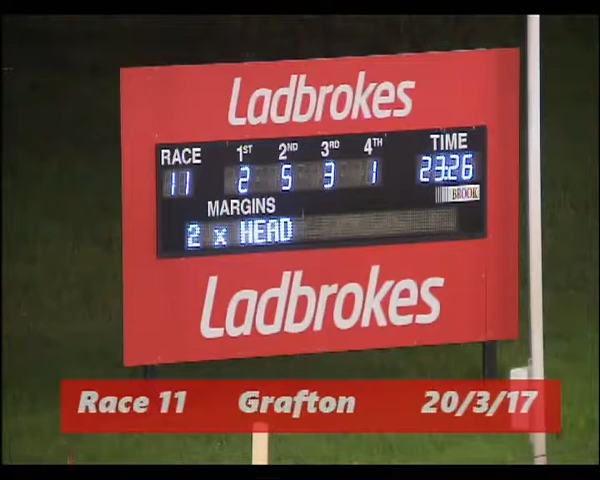 Ladbrokes
RACE 1ST 2ND 3RD 4TH TIME
11 2 5 3 1 23:26
BROOK
MARGINS
2 x HEAD
Ladbrokes
Race 11 Grafton 20/3/17